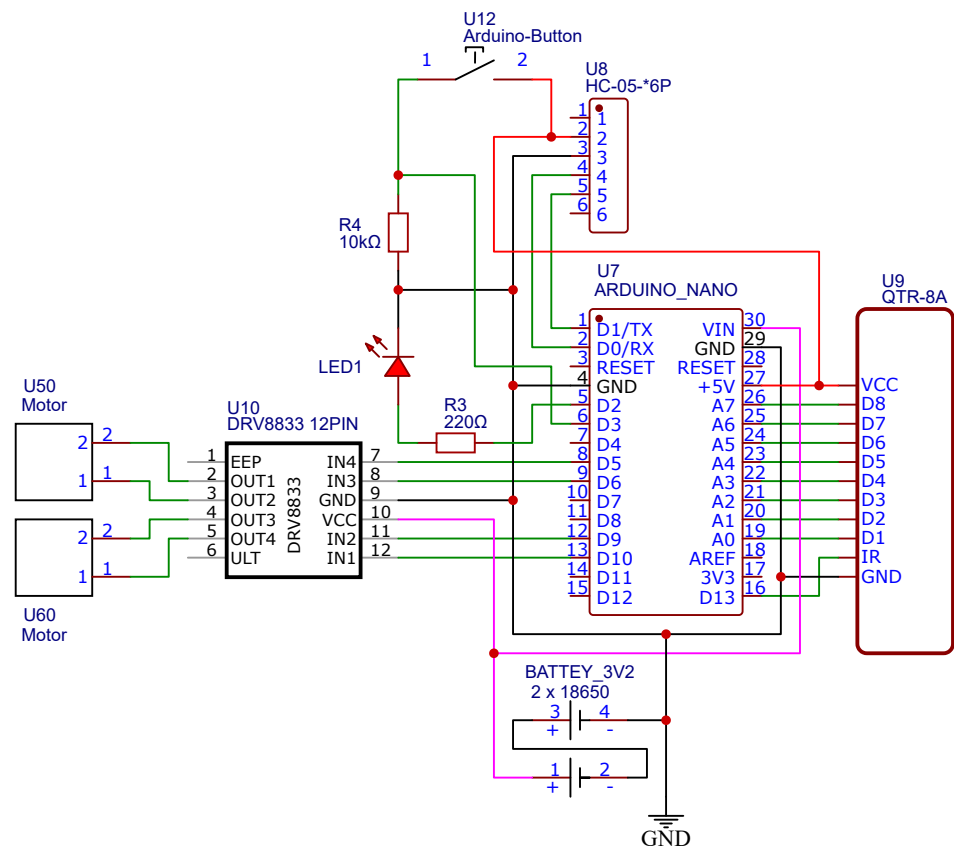 U12
Arduino-Button
1 2
U8
HC-05-*6P
1 1
2 2
3 3
4 4
5 5
6 6
R4
10kΩ
U7
ARDUINO_NANO
1 D1/TX VIN 30
2 D0/RX GND 29
3 RESET RESET 28
4 GND +5V 27
5 D2 A7 26
6 D3 A6 25
7 D4 A5 24
8 D5 A4 23
9 D6 A3 22
10 D7 A2 21
11 D8 A1 20
12 D9 A0 19
13 D10 AREF 18
14 D11 3V3 17
15 D12 D13 16
U9
QTR-8A
VCC
D8
D7
D6
D5
D4
D3
D2
D1
IR
GND
LED1
R3
220Ω
U50
Motor
2 2
1 1
2 2
1 1
U60
Motor
U10
DRV8833 12PIN
1 EEP IN4 7
2 OUT1 IN3 8
3 OUT2 GND 9
4 OUT3 VCC 10
5 OUT4 IN2 11
6 ULT IN1 12
DRV8833
BATTEY_3V2
2 x 18650
3 4
+ -
1 2
+ -
GND